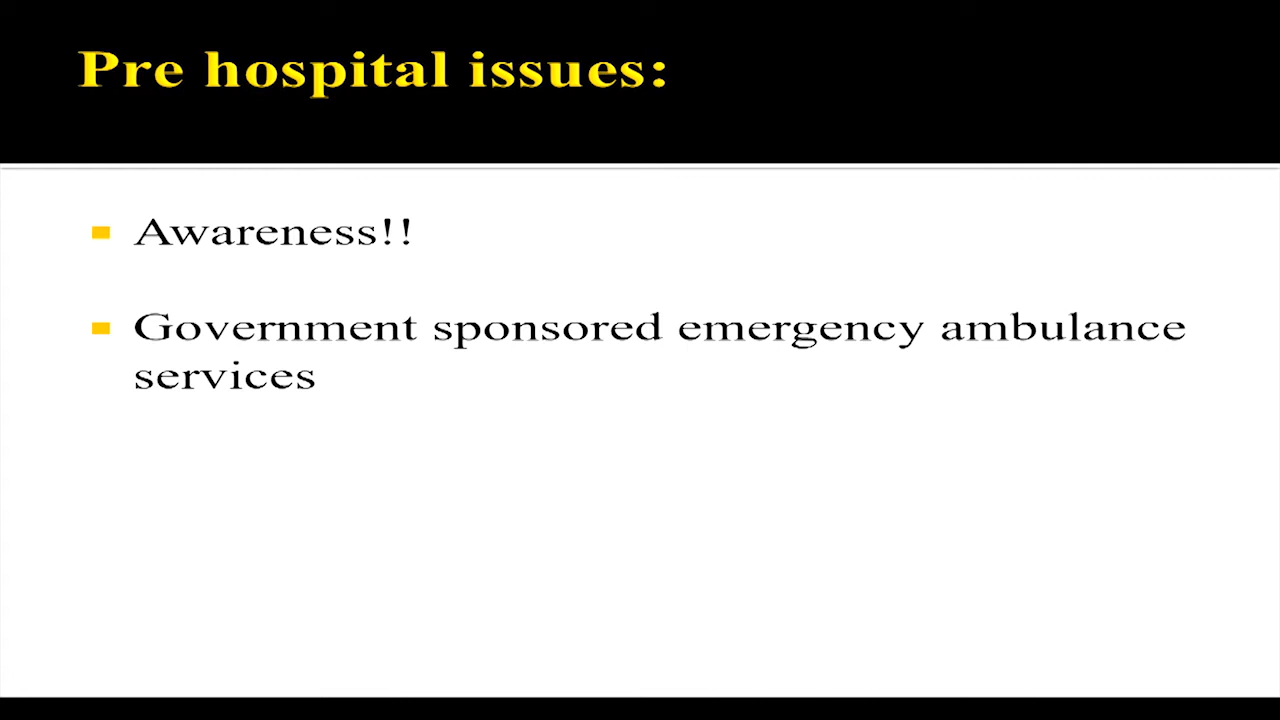 Pre hospital issues:
Awareness!!
Government sponsored emergency ambulance
services